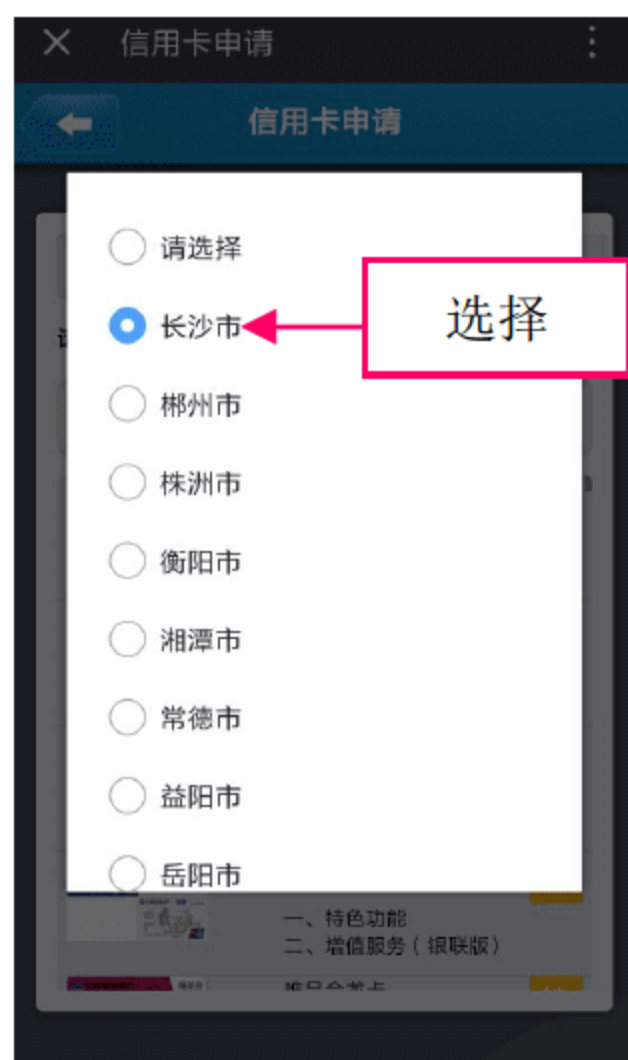 信用卡申请
信用卡申请
请选择
长沙市
选择
郴州市
株洲市
衡阳市
湘潭市
常德市
益阳市
岳阳市
一、特色功能
二、增值服务（银联版）